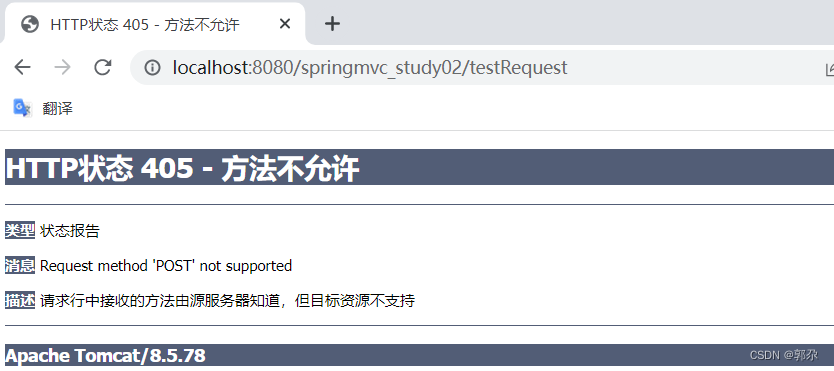 HTTP状态 405 - 方法不允许
localhost:8080/springmvc_study02/testRequest
翻译
HTTP状态 405 - 方法不允许
类型 状态报告
消息 Request method 'POST' not supported
描述 请求行中接收的方法由源服务器知道，但目标资源不支持
Apache Tomcat/8.5.78
CSDN @郭尕